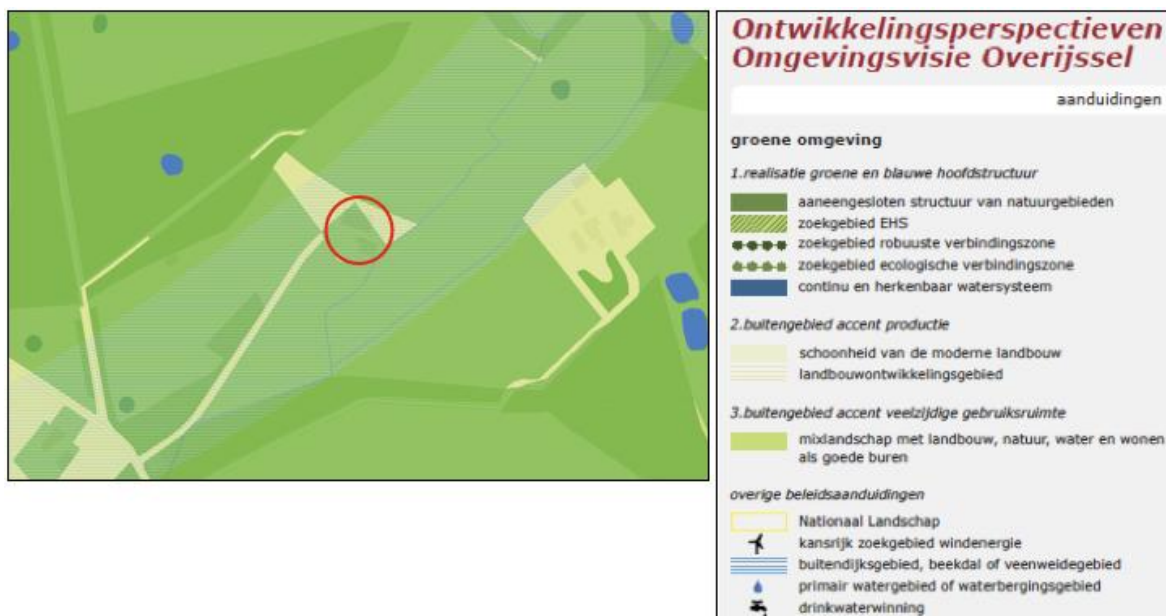 Ontwikkelingsperspectieven
Omgevingsvisie Overijssel
aanduidingen
groene omgeving
1.realisatie groene en blauwe hoofdstructuur
aaneengesloten structuur van natuurgebieden
zoekgebied EHS
zoekgebied robuuste verbindingszone
zoekgebied ecologische verbindingszone
continu en herkenbaar watersysteem
2.buitengebied accent productie
schoonheid van de moderne landbouw
landbouwontwikkelingsgebied
3.buitengebied accent veelzijdige gebruiksruimte
mixlandschap met landbouw, natuur, water en wonen
als goede buren
overige beleidsaanduidingen
Nationaal Landschap
kansrijk zoekgebied windenergie
buitendijksgebied, beekdal of veenweidegebied
primair watergebied of waterbergingsgebied
drinkwaterwinning